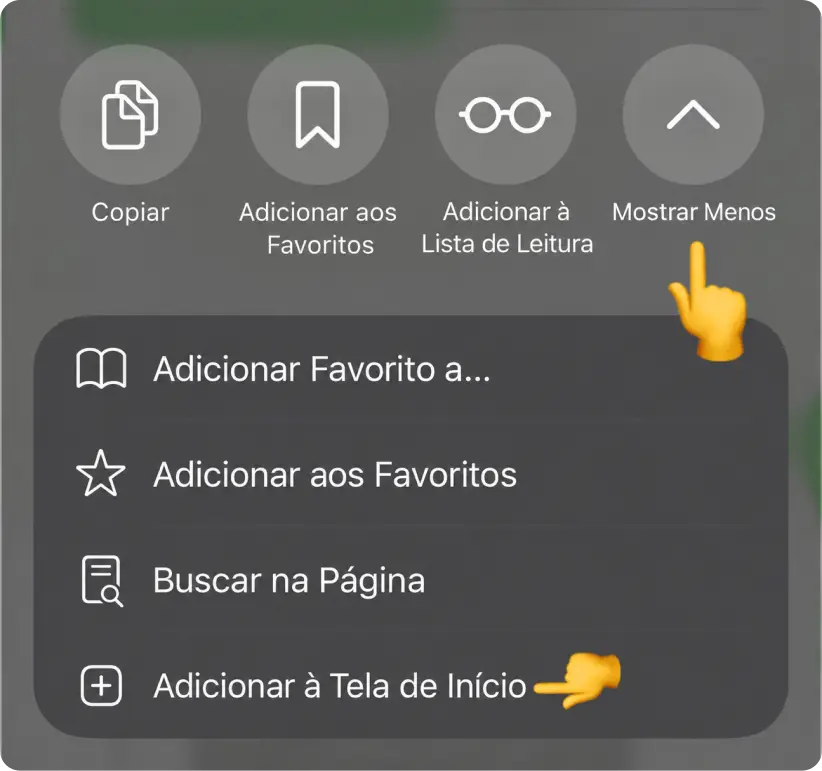 Copiar
Adicionar aos
Favoritos
Adicionar à
Lista de Leitura
Mostrar Menos
Adicionar Favorito a...
Adicionar aos Favoritos
Buscar na Página
Adicionar à Tela de Início